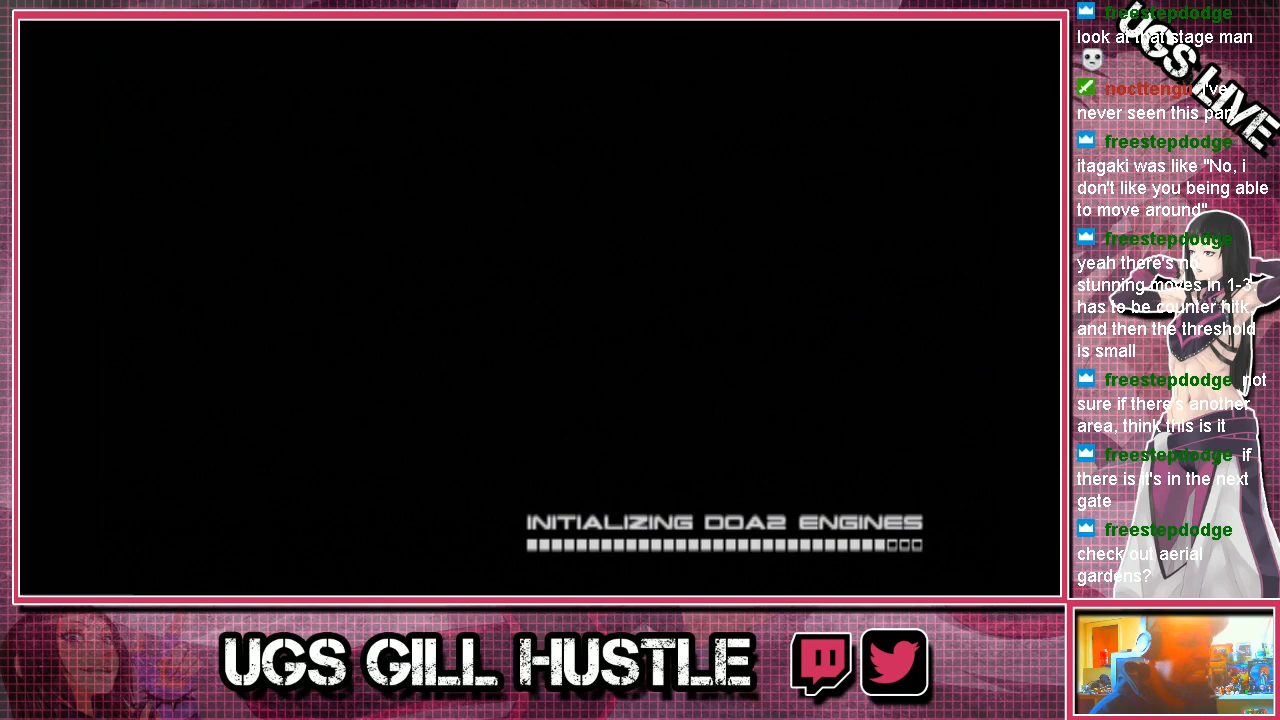 INITIALIZING DOA2 ENGINES
UGS GILL HUSTLE
UGS LIVE
freestepdodge
look at that stage man
nocttengu I've
never seen this part
freestepdodge
itagaki was like "No, i
don't like you being able
to move around"
freestepdodge
yeah there's no
stunning moves in 1-3
has to be counter hitk
and then the threshold
is small
freestepdodge not
sure if there's another
area, think this is it
freestepdodge if
there is it's in the next
gate
freestepdodge
check out aerial
gardens?